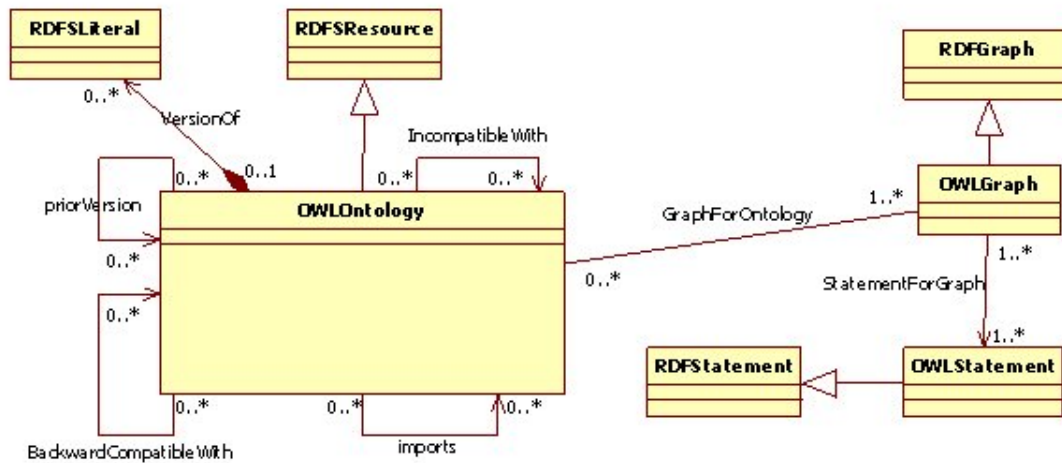 RDFSLiteral
RDFSResource
RDFGraph
0..*
VersionOf
IncompatibleWith
0..*
0..1
0..*
0..*
OWLGraph
priorVersion
OWLOntology
GraphForOntology
1..*
0..*
0..*
1..*
0..*
StatementForGraph
1..*
RDFStatement
OWLStatement
0..*
0..*
0..*
BackwardCompatibleWith
imports